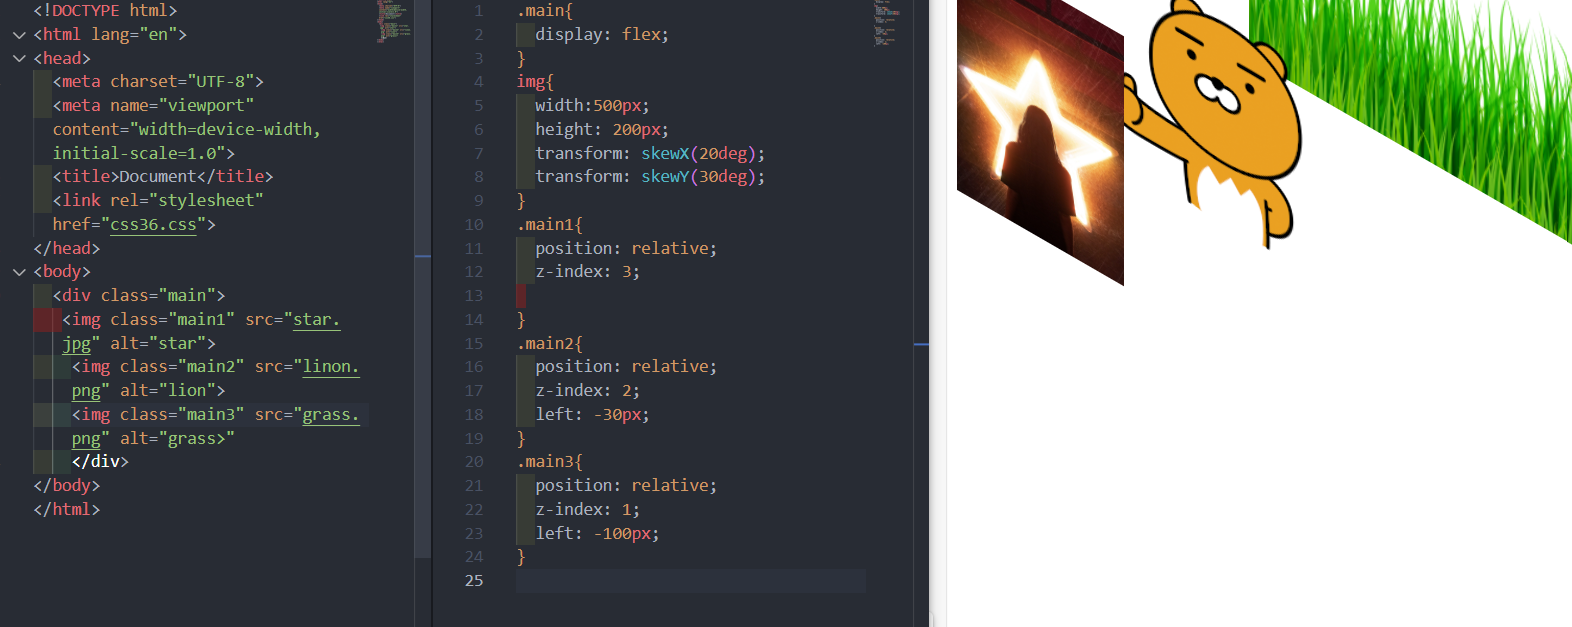 <!DOCTYPE html>
<html lang="en">
<head>
<meta charset="UTF-8">
<meta name="viewport"
content="width=device-width,
initial-scale=1.0">
<title>Document</title>
<link rel="stylesheet"
href="css36.css">
</head>
<body>
<div class="main">
<img class="main1" src="star.
jpg" alt="star">
<img class="main2" src="linon.
png" alt="lion">
<img class="main3" src="grass.
png" alt="grass>"
</div>
</body>
</html>
1 .main{
2 display: flex;
3 }
4 img{
5 width:500px;
6 height: 200px;
7 transform: skewX(20deg);
8 transform: skewY(30deg);
9 }
10 .main1{
11 position: relative;
12 z-index: 3;
13
14 }
15 .main2{
16 position: relative;
17 z-index: 2;
18 left: -30px;
19 }
20 .main3{
21 position: relative;
22 z-index: 1;
23 left: -100px;
24 }
25